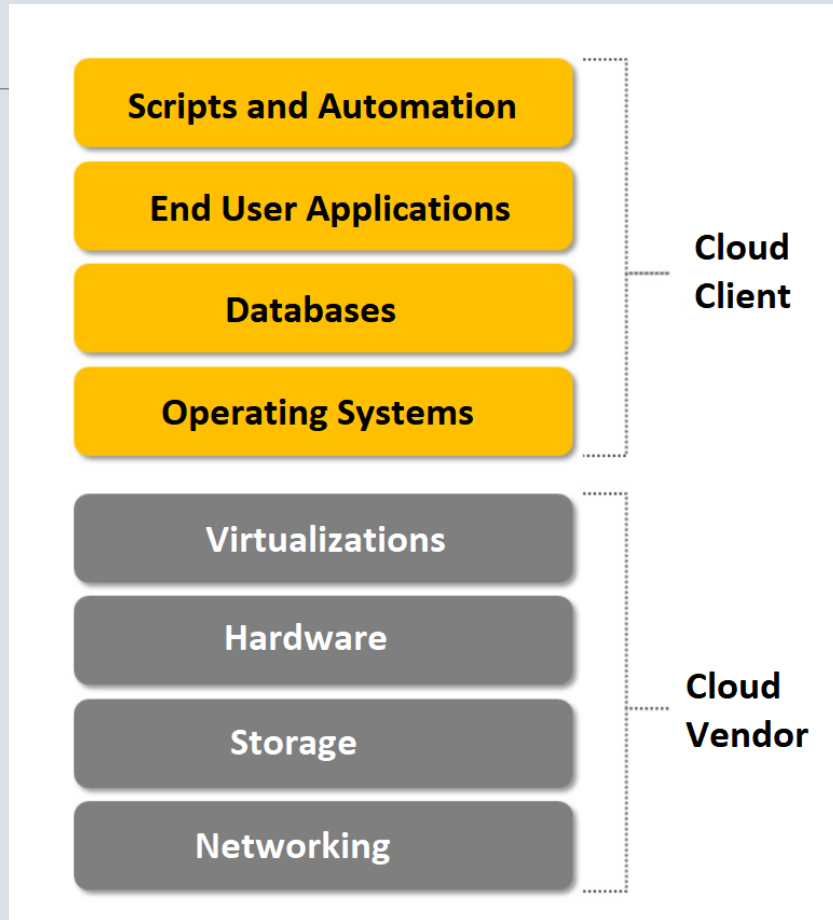 Scripts and Automation
End User Applications
Databases
Operating Systems
Cloud
Client
Virtualizations
Hardware
Storage
Networking
Cloud
Vendor